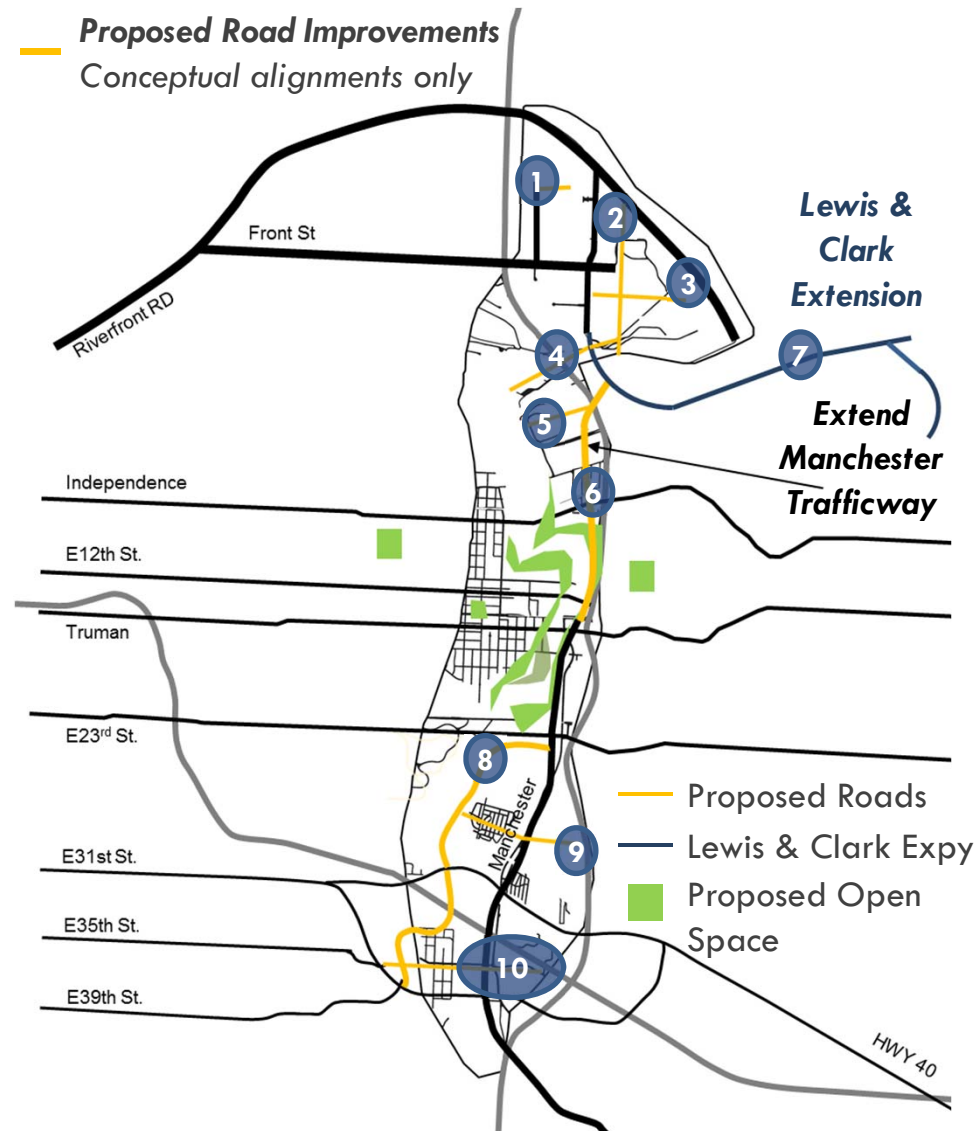 Proposed Road Improvements
Conceptual alignments only
1
2
Lewis &
Clark
Extension
Front St
3
Riverfront RD
4
7
5
Extend
Manchester
Trafficway
6
Independence
E12th St.
Truman
E23rd St.
8
Manchester
Proposed Roads
9
Lewis & Clark Expy
E31st St.
Proposed Open
Space
E35th St.
10
E39th St.
HWY 40